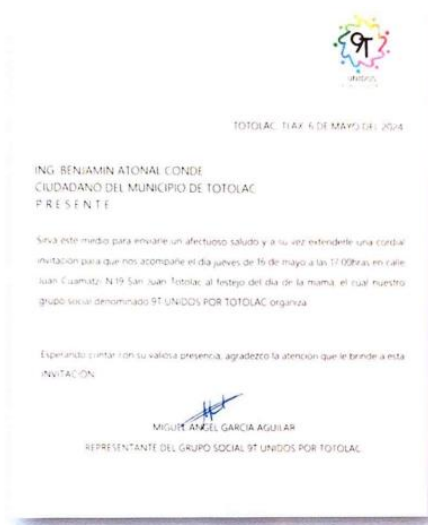 9T
UNIDOS
TOTOLAC, TLAX. 6 DE MAYO DEL 2024
ING. BENJAMIN ATONAL CONDE
CIUDADANO DEL MUNICIPIO DE TOTOLAC
P R E S E N T E
Sirva este medio para enviarle un afectuoso saludo y a su vez extenderle una cordial
invitación para que nos acompañe el día jueves de 16 de mayo a las 17:00hras en calle
Juan Cuamatzi N.19 San Juan Totolac al festejo del día de la mamá, el cual nuestro
grupo social denominado 9T UNIDOS POR TOTOLAC organiza.
Esperando contar con su valiosa presencia, agradezco la atención que le brinde a esta
INVITACIÓN.
MIGUEL ANGEL GARCIA AGUILAR
REPRESENTANTE DEL GRUPO SOCIAL 9T UNIDOS POR TOTOLAC